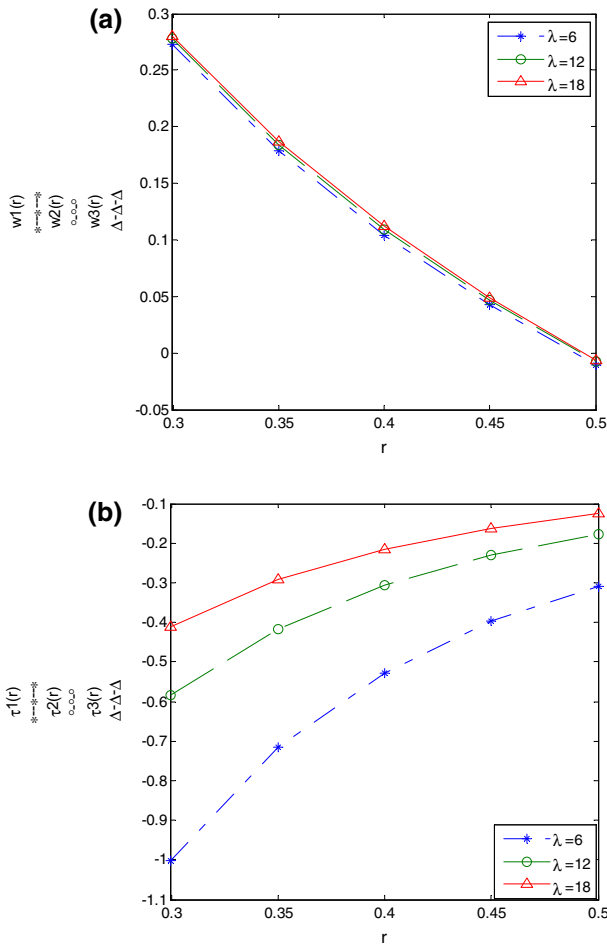 (a)
0.3
0.25
0.2
0.15
0.1
0.05
0
-0.05
w1(r)
*---*---*
w2(r)
o-o-o
w3(r)
Δ-Δ-Δ
λ=6
λ=12
λ=18
0.3 0.35 0.4 0.45 0.5
r
(b)
-0.1
-0.2
-0.3
-0.4
-0.5
-0.6
-0.7
-0.8
-0.9
-1
-1.1
τ1(r)
*---*---*
τ2(r)
o-o-o
τ3(r)
Δ-Δ-Δ
λ=6
λ=12
λ=18
0.3 0.35 0.4 0.45 0.5
r